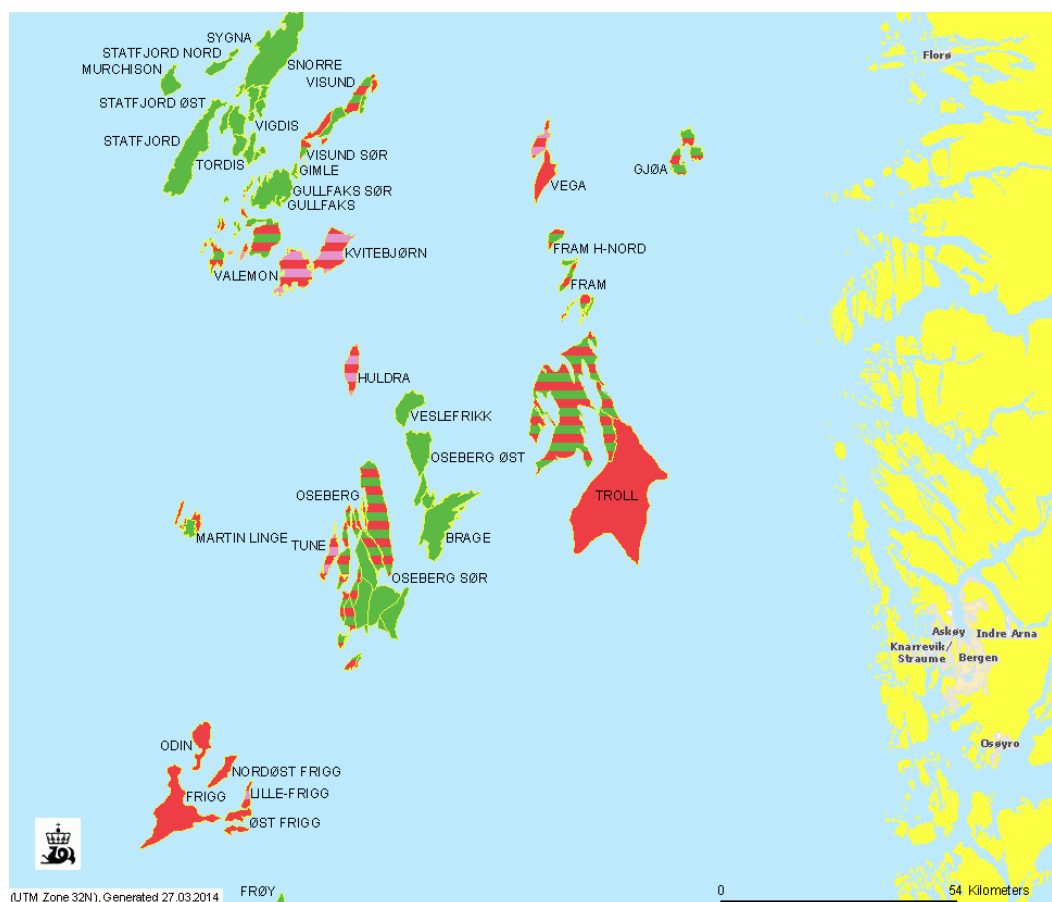 SYGNA
STATFJORD NORD
MURCHISON
SNORRE
VISUND
STATFJORD ØST
STATFJORD
VIGDIS
TORDIS
VISUND SØR
GIMLE
GULLFAKS SØR
GULLFAKS
VALEMON
KVITEBJØRN
Florø
GJØA
VEGA
FRAM H-NORD
FRAM
HULDRA
VESLEFRIKK
OSEBERG ØST
OSEBERG
TROLL
MARTIN LINGE
TUNE
BRAGE
OSEBERG SØR
Askøy
Indre Arna
Knarrevik/
Straume
Bergen
Osøyro
ODIN
NORDØST FRIGG
FRIGG
LILLE-FRIGG
ØST FRIGG
FRØY
(UTM Zone 32N), Generated 27.03.2014
0
54 Kilometers